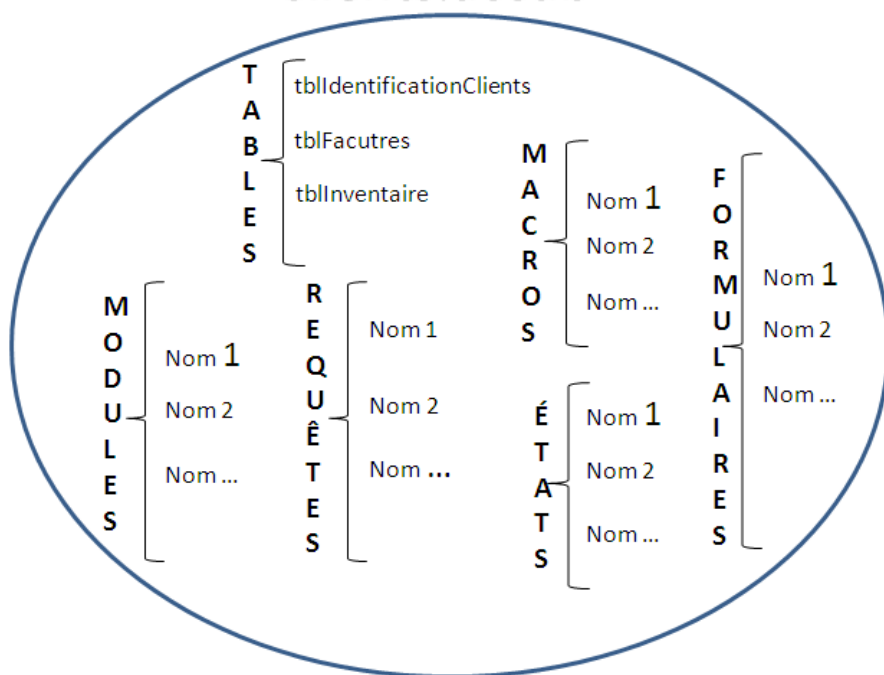 TABLES
tblIdentificationClients
tblFacutres
tblInventaire
MACROS
Nom 1
Nom 2
Nom ...
FORMULAIRES
Nom 1
Nom 2
Nom ...
MODULES
Nom 1
Nom 2
Nom ...
REQUÊTES
Nom 1
Nom 2
Nom ...
ÉTATS
Nom 1
Nom 2
Nom ...